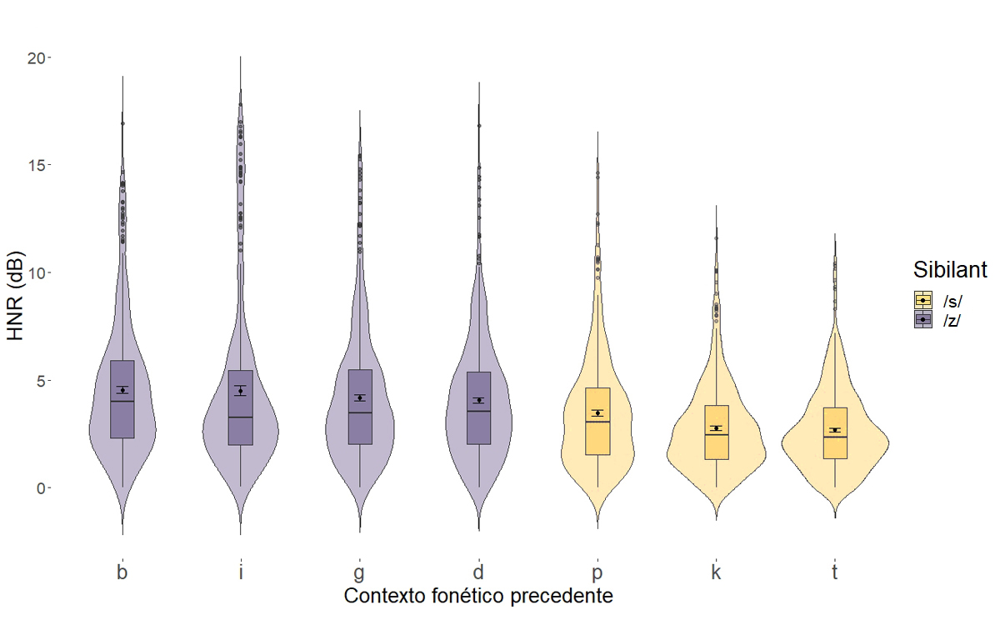 20
15
10
5
0
HNR (dB)
b i g d p k t
Contexto fonético precedente
Sibilant
/s/
/z/